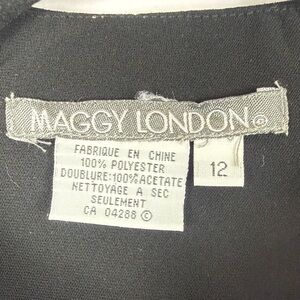 MAGGY LONDON®
FABRIQUE EN CHINE
100% POLYESTER
DOUBLURE:100%ACETATE
NETTOYAGE A SEC
SEULEMENT
CA 04288 ©
12